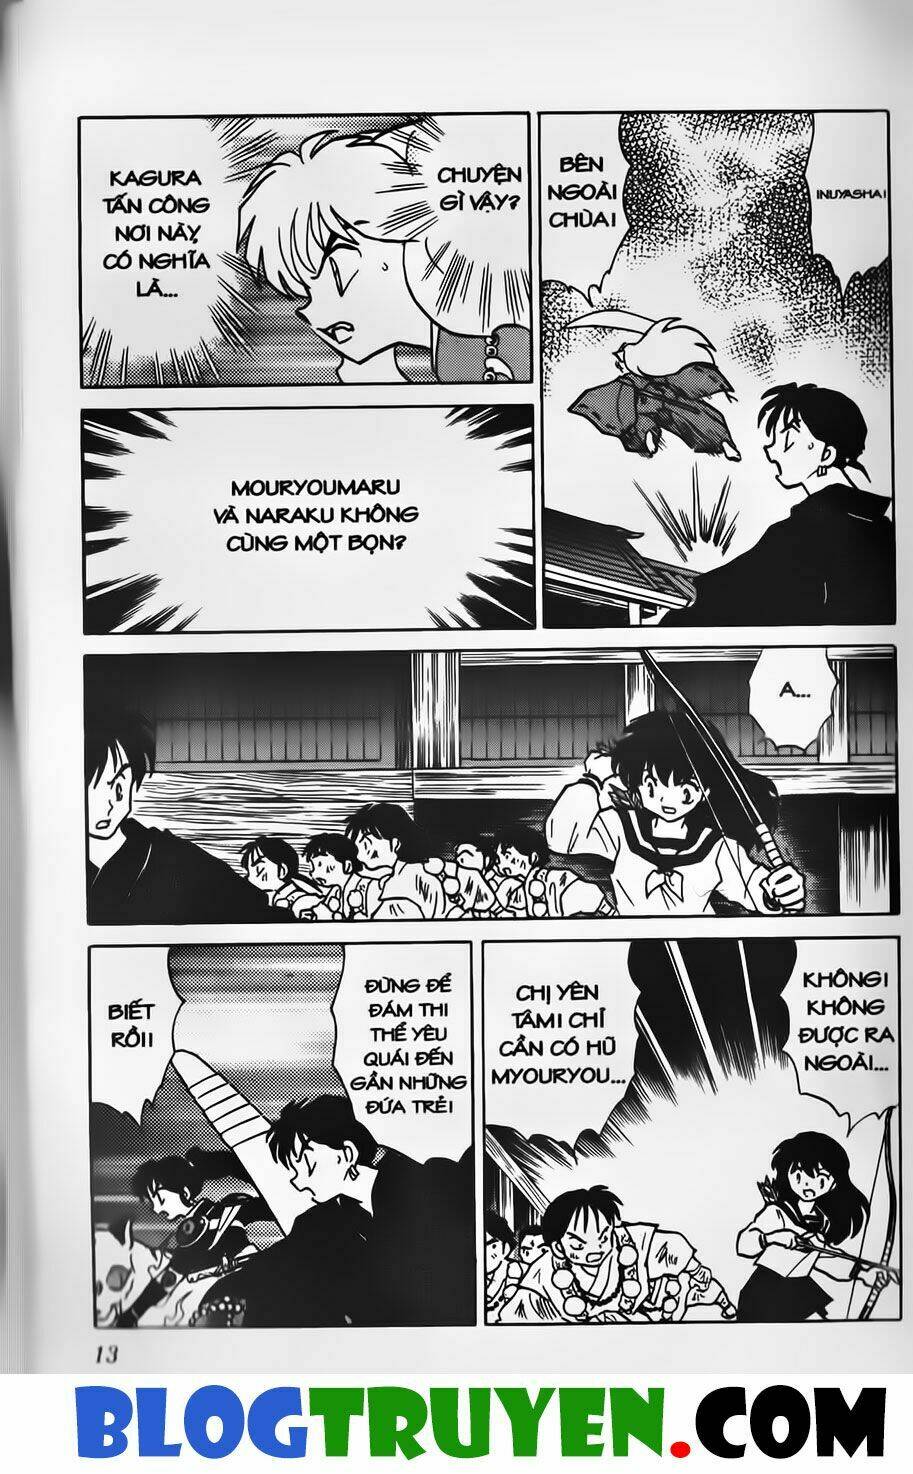 INUYASHA!
BÊN
NGOÀI
CHÙA!
CHUYỆN
GÌ VẬY?
KAGURA
TẤN CÔNG
NƠI NÀY,
CÓ NGHĨA
LÀ...
MOURYOUMARU
VÀ NARAKU KHÔNG
CÙNG MỘT BỌN?
A...
KHÔNG!
KHÔNG
ĐƯỢC RA
NGOÀI...
CHỊ YÊN
TÂM! CHỈ
CẦN CÓ HŨ
MYOURYOU...
ĐỪNG ĐỂ
ĐÁM THI
THỂ YÊU
QUÁI ĐẾN
GẦN NHỮNG
ĐỨA TRẺ!
BIẾT
RỒI!
13
BLOGTRUYEN.COM